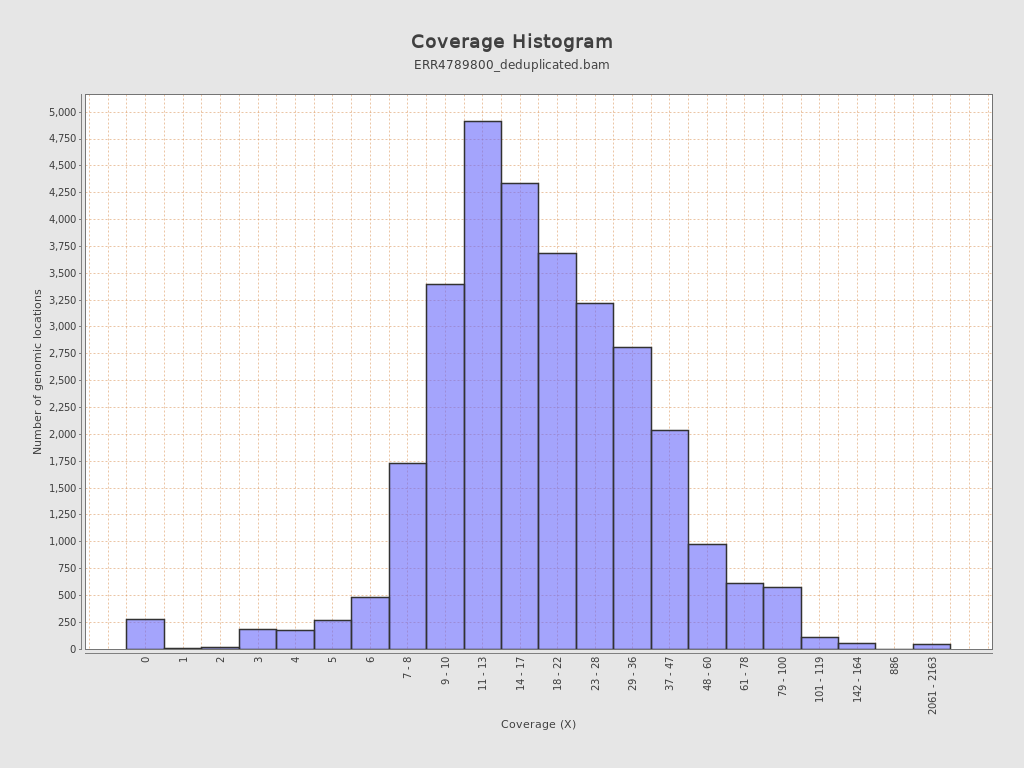 Coverage Histogram
ERR4789800_deduplicated.bam
Number of genomic locations
5,000
4,750
4,500
4,250
4,000
3,750
3,500
3,250
3,000
2,750
2,500
2,250
2,000
1,750
1,500
1,250
1,000
750
500
250
0
0
1
2
3
4
5
6
7 - 8
9 - 10
11 - 13
14 - 17
18 - 22
23 - 28
29 - 36
37 - 47
48 - 60
61 - 78
79 - 100
101 - 119
142 - 164
886
2061 - 2163
Coverage (X)